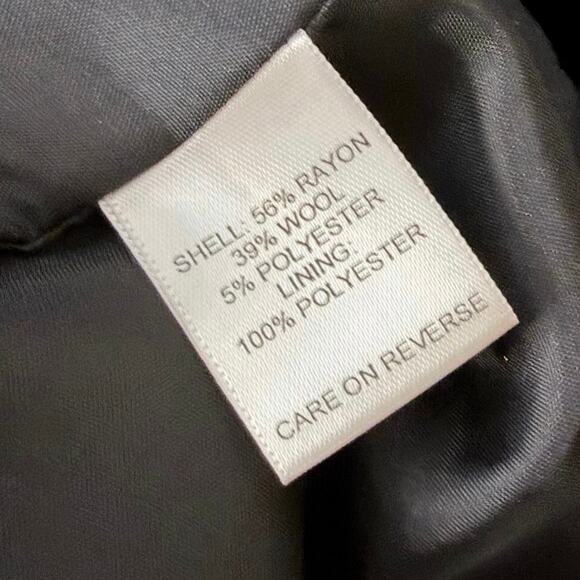 SHELL: 56% RAYON
39% WOOL
5% POLYESTER
LINING:
100% POLYESTER
CARE ON REVERSE